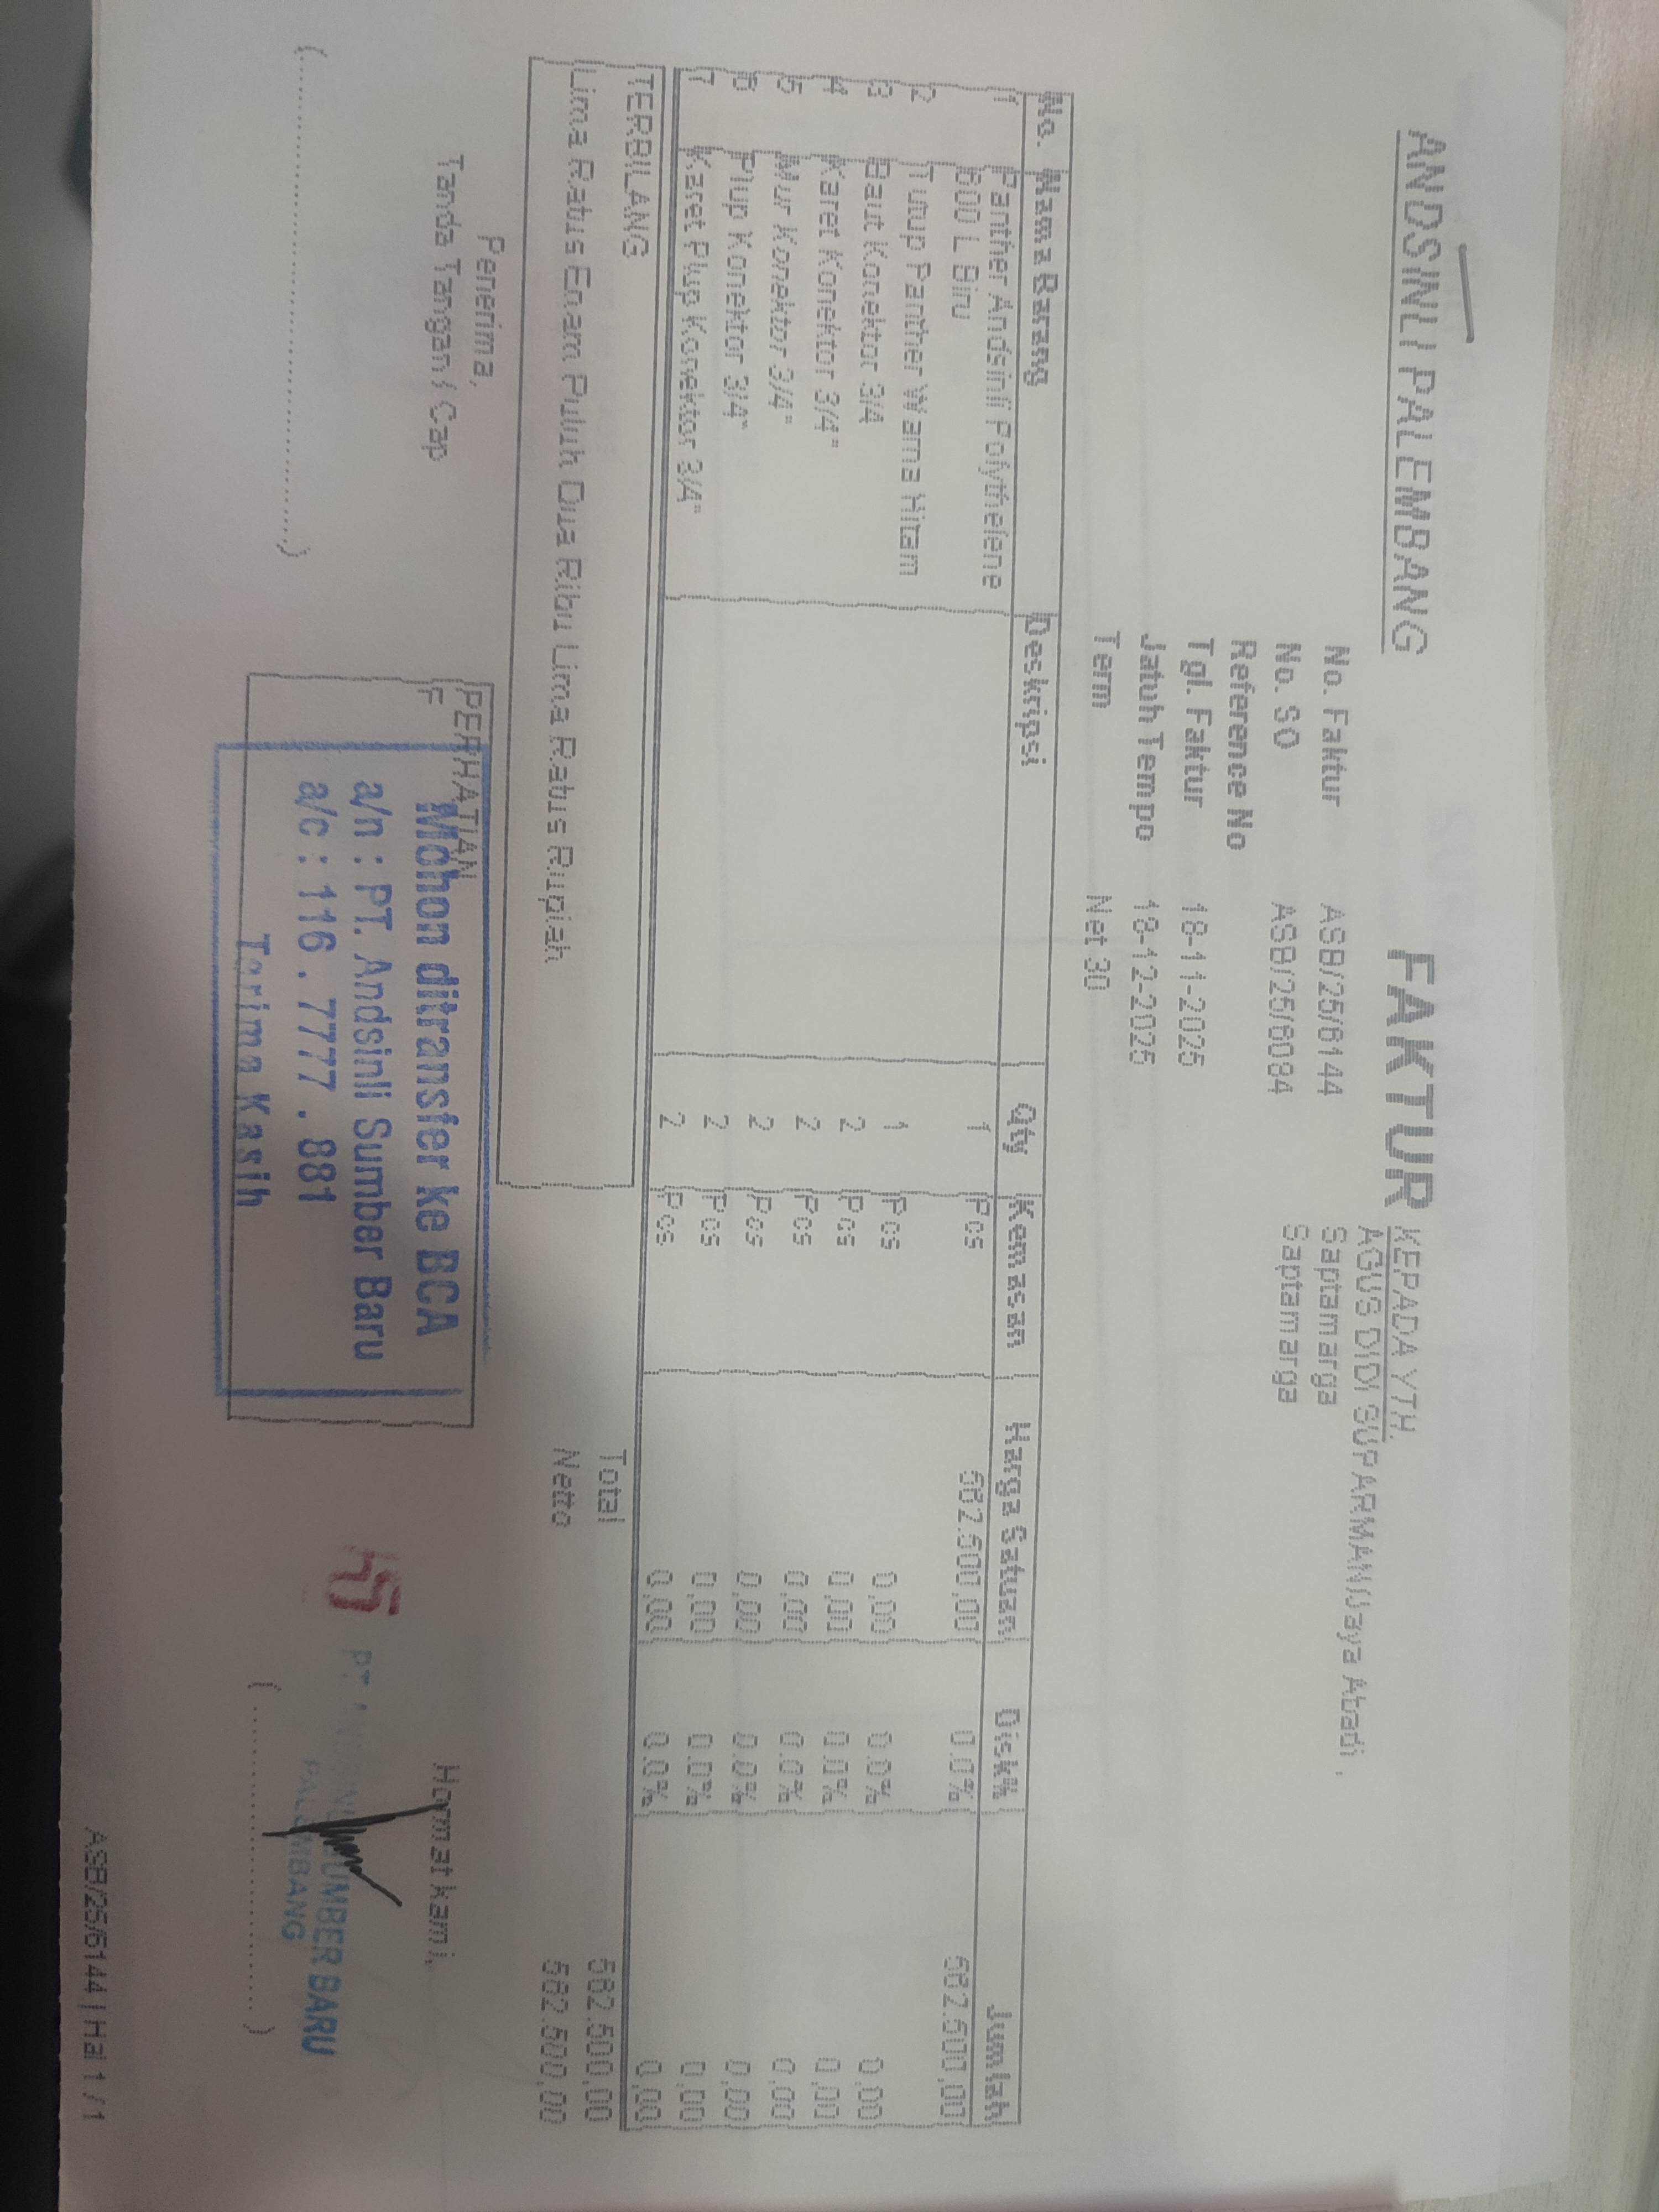 ANDSINLI PALEMBANG
FAKTUR
KEPADA YTH.
AGUS DIDI SUPARMAN/Jaya Abadi ,
Saptamarga
Saptamarga
No. Faktur ASB/25/6144
No. SO ASB/25/6084
Reference No
Tgl. Faktur 18-11-2025
Jatuh Tempo 18-12-2025
Term Net 30
No. Nama Barang Deskripsi Qty Kemasan Harga Satuan Disk% Jumlah
1 Panther Andsinli Polythelene 1 Pcs 562.500,00 0.0% 562.500,00
500 L Biru
2 Tutup Panther Warna Hitam 1 Pcs 0,00 0.0% 0,00
3 Baut Konektor 3/4 2 Pcs 0,00 0.0% 0,00
4 Karet Konektor 3/4" 2 Pcs 0,00 0.0% 0,00
5 Mur Konektor 3/4" 2 Pcs 0,00 0.0% 0,00
6 Plup Konektor 3/4" 2 Pcs 0,00 0.0% 0,00
7 Karet Plup Konektor 3/4" 2 Pcs 0,00 0.0% 0,00
TERBILANG
Lima Ratus Enam Puluh Dua Ribu Lima Ratus Rupiah
Total 562.500,00
Netto 562.500,00
Penerima,
Tanda Tangan / Cap
(....................)
PERHATIAN
Mohon ditransfer ke BCA
a/n : PT. Andsinli Sumber Baru
a/c : 116 . 7777 . 881
Terima Kasih
Hormat kami,
PT. SUMBER BARU
PALEMBANG
(....................)
ASB/25/6144 | Hal 1 / 1